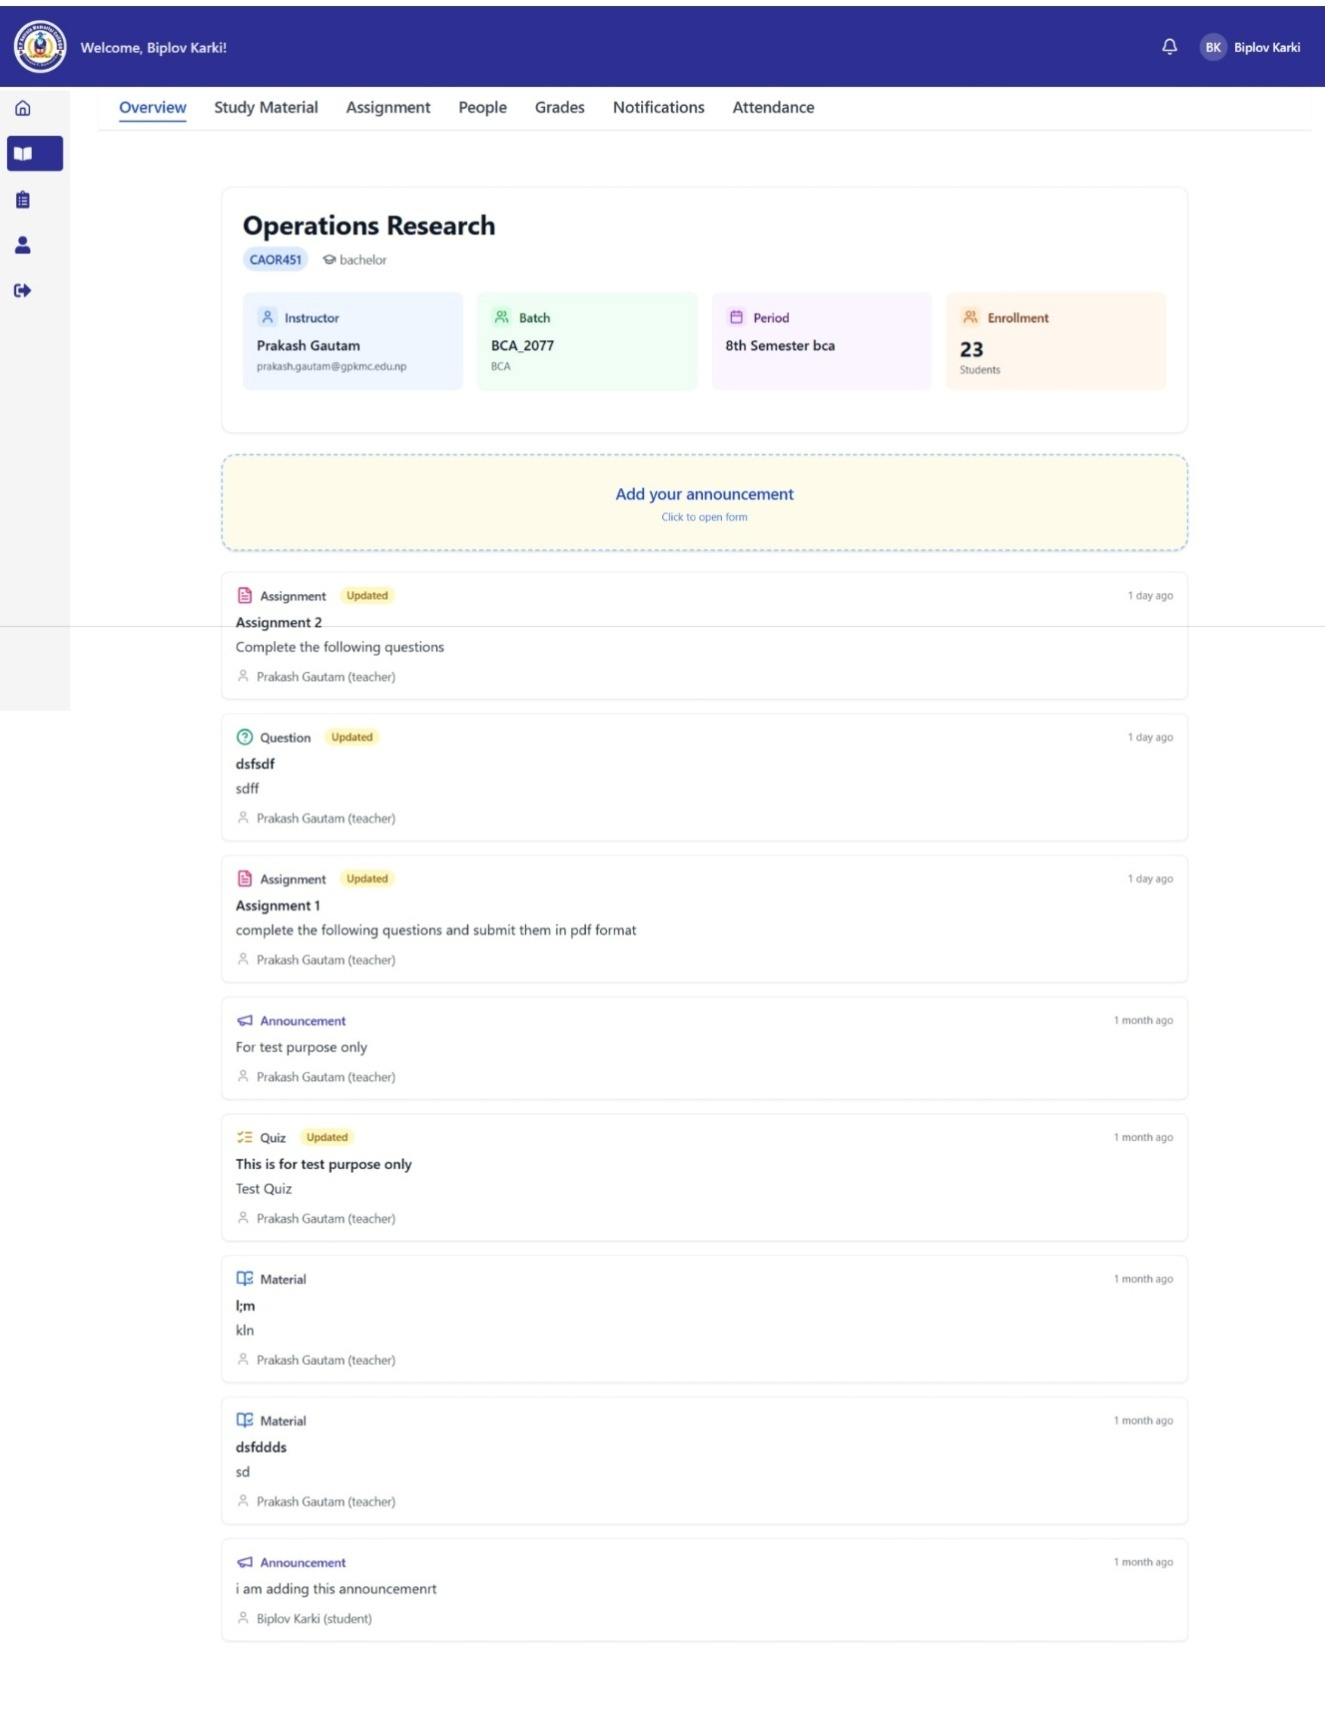 Welcome, Biplov Karki!
BK Biplov Karki
Overview Study Material Assignment People Grades Notifications Attendance
Operations Research
CAOR451 bachelor
Instructor
Prakash Gautam
prakash.gautam@gpkmc.edu.np
Batch
BCA_2077
BCA
Period
8th Semester bca
Enrollment
23
Students
Add your announcement
Click to open form
Assignment Updated 1 day ago
Assignment 2
Complete the following questions
Prakash Gautam (teacher)
Question Updated 1 day ago
dsfsdf
sdff
Prakash Gautam (teacher)
Assignment Updated 1 day ago
Assignment 1
complete the following questions and submit them in pdf format
Prakash Gautam (teacher)
Announcement 1 month ago
For test purpose only
Prakash Gautam (teacher)
Quiz Updated 1 month ago
This is for test purpose only
Test Quiz
Prakash Gautam (teacher)
Material 1 month ago
l;m
kln
Prakash Gautam (teacher)
Material 1 month ago
dsfddds
sd
Prakash Gautam (teacher)
Announcement 1 month ago
i am adding this announcemenrt
Biplov Karki (student)